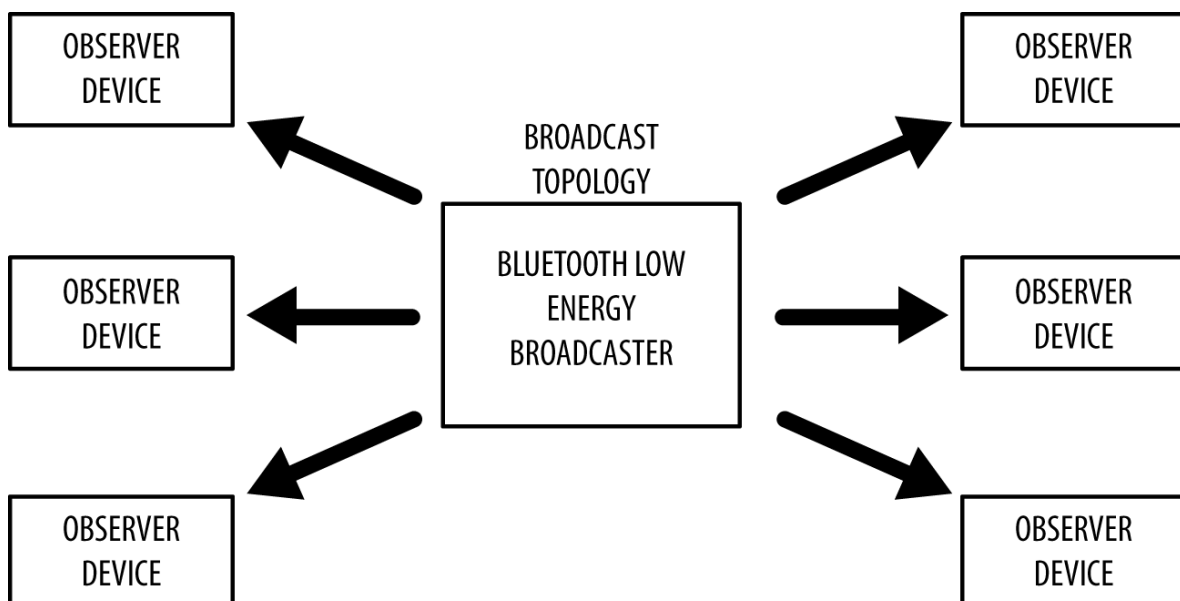 OBSERVER
DEVICE
OBSERVER
DEVICE
BROADCAST
TOPOLOGY
BLUETOOTH LOW
ENERGY
BROADCASTER
OBSERVER
DEVICE
OBSERVER
DEVICE
OBSERVER
DEVICE
OBSERVER
DEVICE